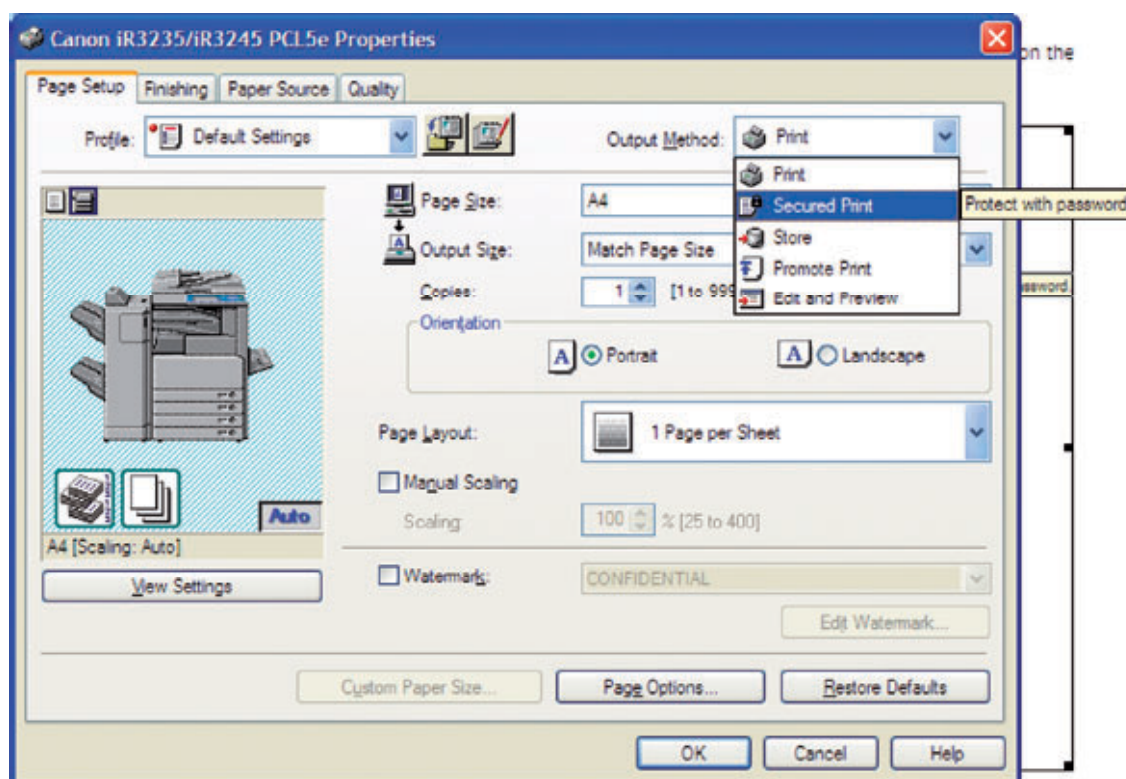 Canon iR3235/iR3245 PCL5e Properties
on the
Page Setup Finishing Paper Source Quality
Profile: Default Settings Output Method: Print
Print
Page Size: A4 Secured Print Protect with password
Store
Output Size: Match Page Size
Promote Print
Copies: 1 [1 to 999 Edit and Preview
password.
Orientation
A Portrait A Landscape
Page Layout: 1 Page per Sheet
Manual Scaling
Scaling: 100 % [25 to 400]
Auto
A4 [Scaling: Auto]
Watermark: CONFIDENTIAL
View Settings
Edit Watermark...
Custom Paper Size... Page Options... Restore Defaults
OK Cancel Help